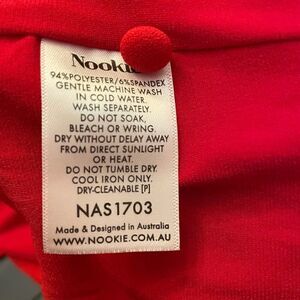 Nookie
94%POLYESTER/6%SPANDEX
GENTLE MACHINE WASH
IN COLD WATER.
WASH SEPARATELY.
DO NOT SOAK,
BLEACH OR WRING.
DRY WITHOUT DELAY AWAY
FROM DIRECT SUNLIGHT
OR HEAT.
DO NOT TUMBLE DRY.
COOL IRON ONLY.
DRY-CLEANABLE [P]
NAS1703
Made & Designed in Australia
WWW.NOOKIE.COM.AU